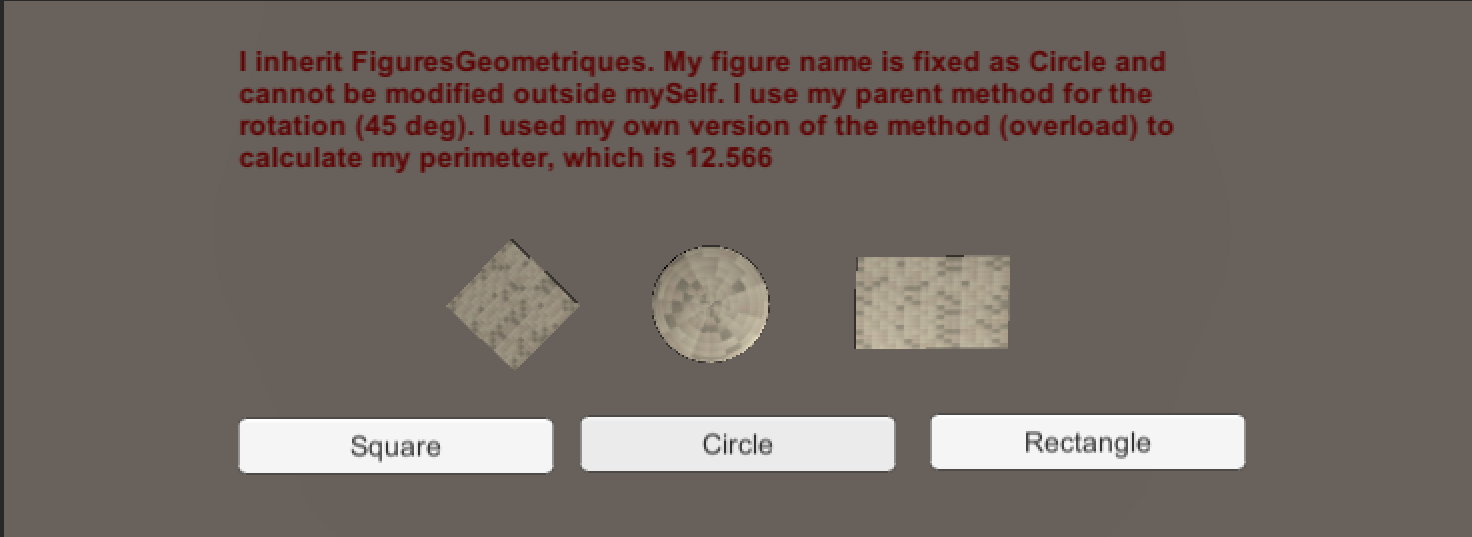 I inherit FiguresGeometriques. My figure name is fixed as Circle and
cannot be modified outside mySelf. I use my parent method for the
rotation (45 deg). I used my own version of the method (overload) to
calculate my perimeter, which is 12.566
Square
Circle
Rectangle